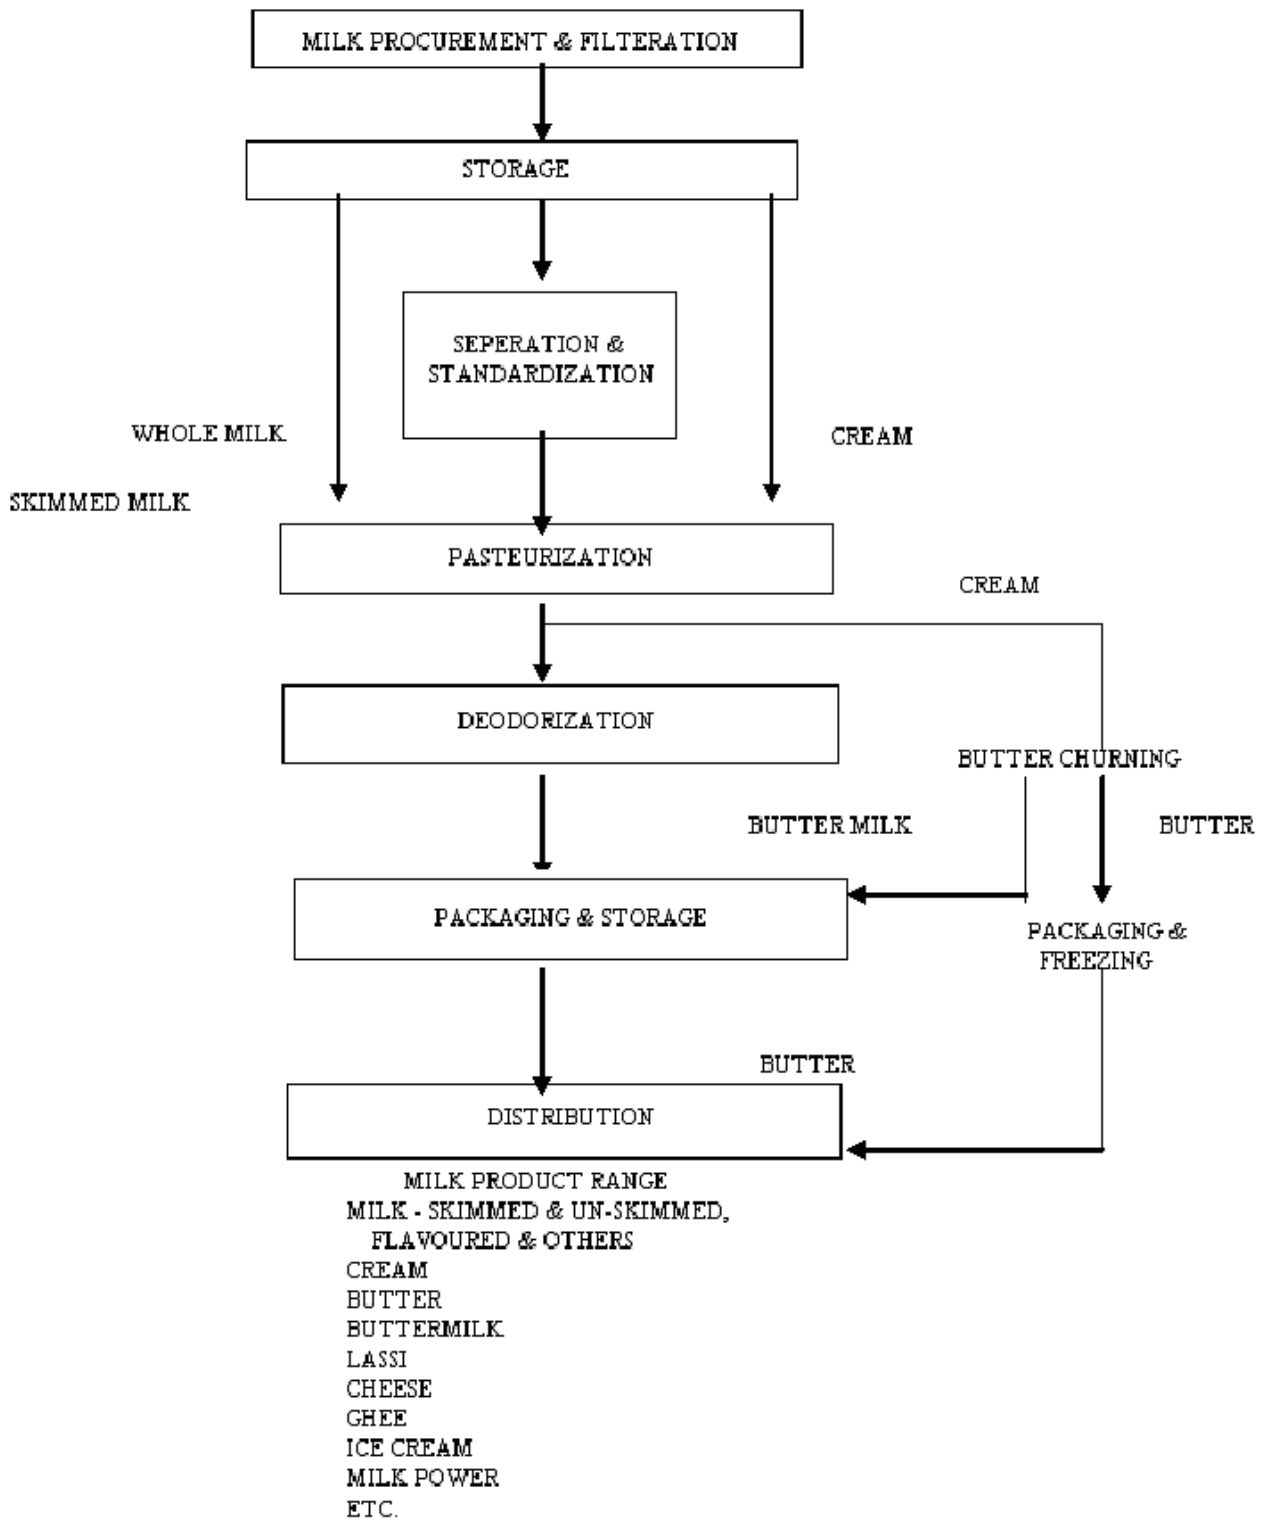 MILK PROCUREMENT & FILTERATION
STORAGE
SEPERATION &
STANDARDIZATION
WHOLE MILK
CREAM
SKIMMED MILK
PASTEURIZATION
CREAM
DEODORIZATION
BUTTER CHURNING
BUTTER MILK
BUTTER
PACKAGING & STORAGE
PACKAGING &
FREEZING
BUTTER
DISTRIBUTION
MILK PRODUCT RANGE
MILK - SKIMMED & UN-SKIMMED,
FLAVOURED & OTHERS
CREAM
BUTTER
BUTTERMILK
LASSI
CHEESE
GHEE
ICE CREAM
MILK POWER
ETC.